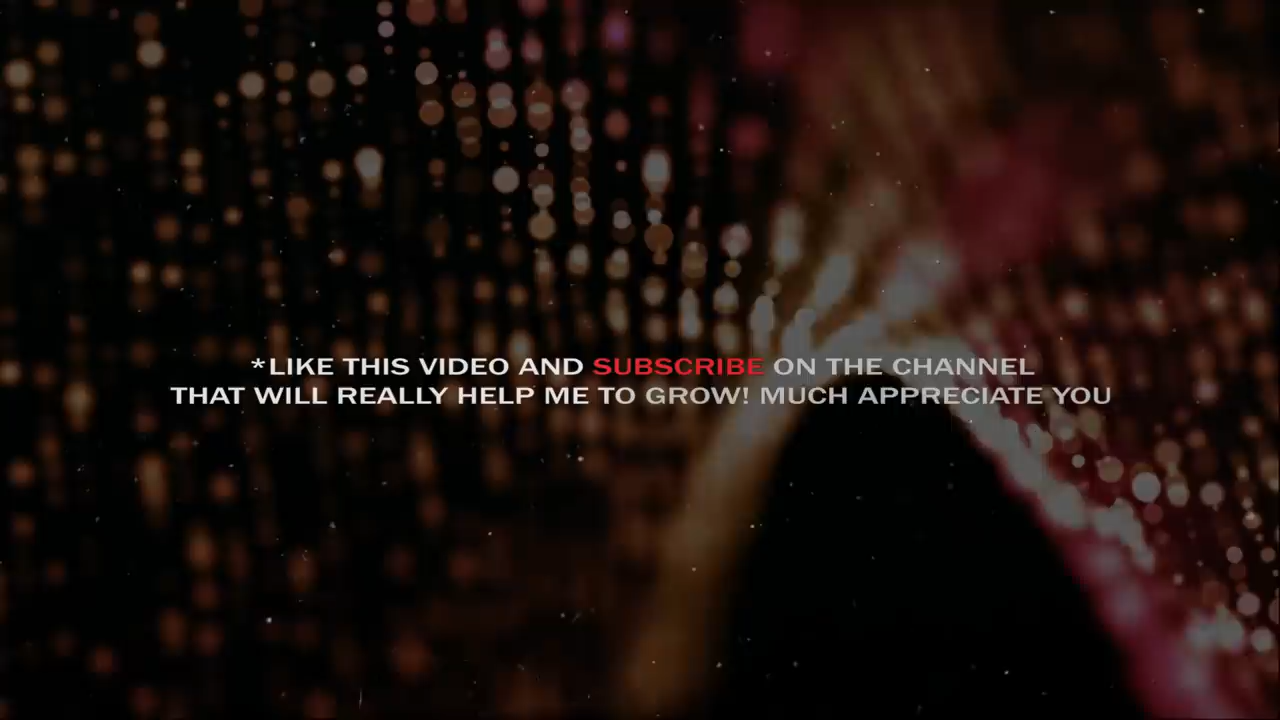 *LIKE THIS VIDEO AND SUBSCRIBE ON THE CHANNEL
THAT WILL REALLY HELP ME TO GROW! MUCH APPRECIATE YOU